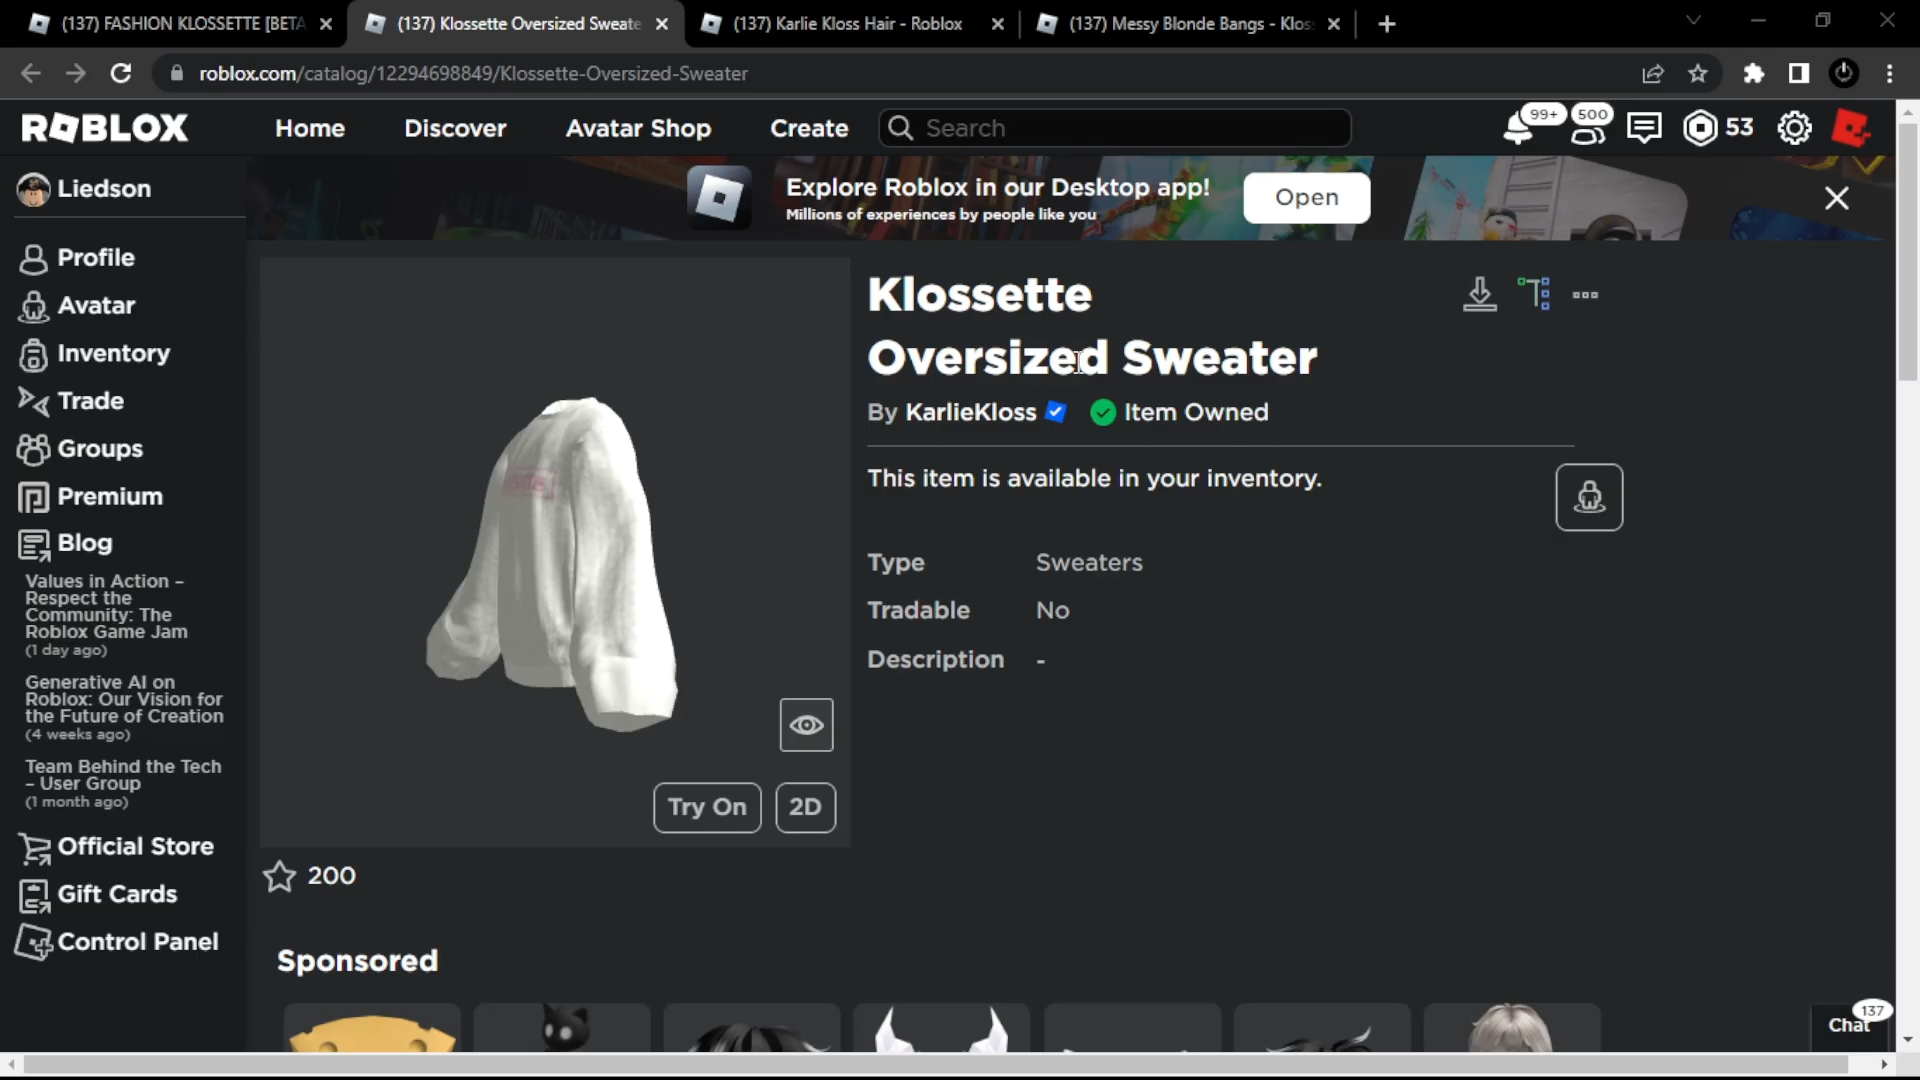 (137) FASHION KLOSSETTE [BETA
(137) Klossette Oversized Sweate
(137) Karlie Kloss Hair - Roblox
(137) Messy Blonde Bangs - Klos
roblox.com/catalog/12294698849/Klossette-Oversized-Sweater
ROBLOX
Home
Discover
Avatar Shop
Create
Search
99+
500
53
Liedson
Explore Roblox in our Desktop app!
Millions of experiences by people like you
Open
Profile
Avatar
Inventory
Trade
Groups
Premium
Blog
Values in Action –
Respect the
Community: The
Roblox Game Jam
(1 day ago)
Generative AI on
Roblox: Our Vision for
the Future of Creation
(4 weeks ago)
Team Behind the Tech
– User Group
(1 month ago)
Official Store
Gift Cards
Control Panel
Klossette
Oversized Sweater
By KarlieKloss
Item Owned
This item is available in your inventory.
Type Sweaters
Tradable No
Description -
Try On
2D
200
Sponsored
Chat
137